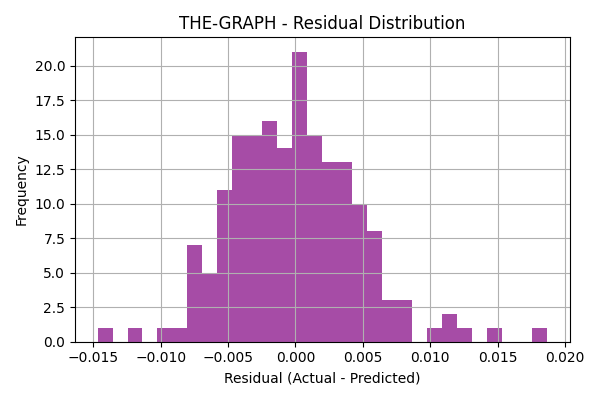 THE-GRAPH - Residual Distribution
Frequency
20.0
17.5
15.0
12.5
10.0
7.5
5.0
2.5
0.0
−0.015 −0.010 −0.005 0.000 0.005 0.010 0.015 0.020
Residual (Actual - Predicted)